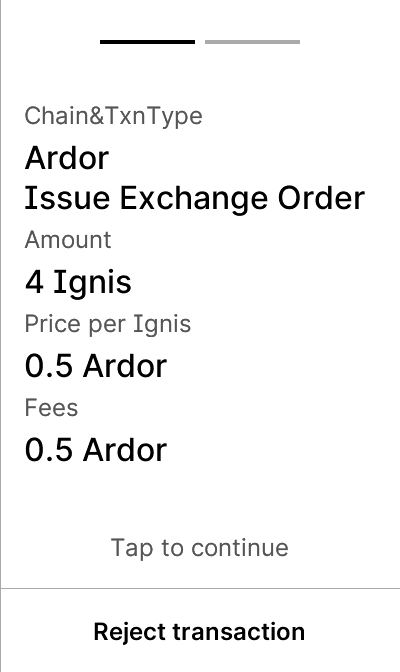 Chain&TxnType
Ardor
Issue Exchange Order
Amount
4 Ignis
Price per Ignis
0.5 Ardor
Fees
0.5 Ardor
Tap to continue
Reject transaction